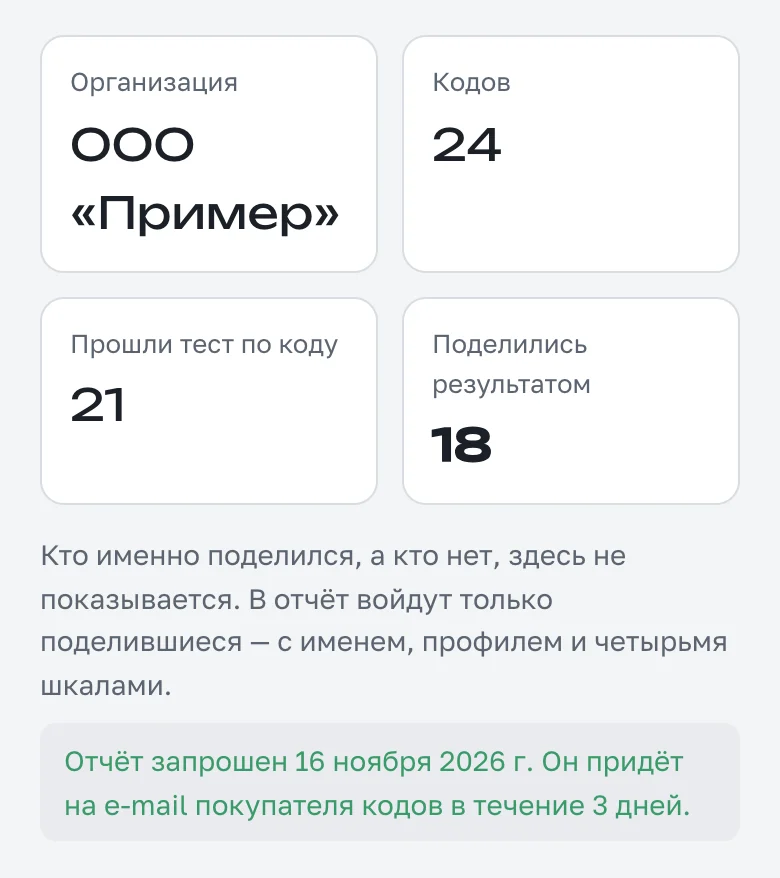 Организация
ООО
«Пример»
Кодов
24
Прошли тест по коду
21
Поделились
результатом
18
Кто именно поделился, а кто нет, здесь не
показывается. В отчёт войдут только
поделившиеся — с именем, профилем и четырьмя
шкалами.
Отчёт запрошен 16 ноября 2026 г. Он придёт
на e-mail покупателя кодов в течение 3 дней.